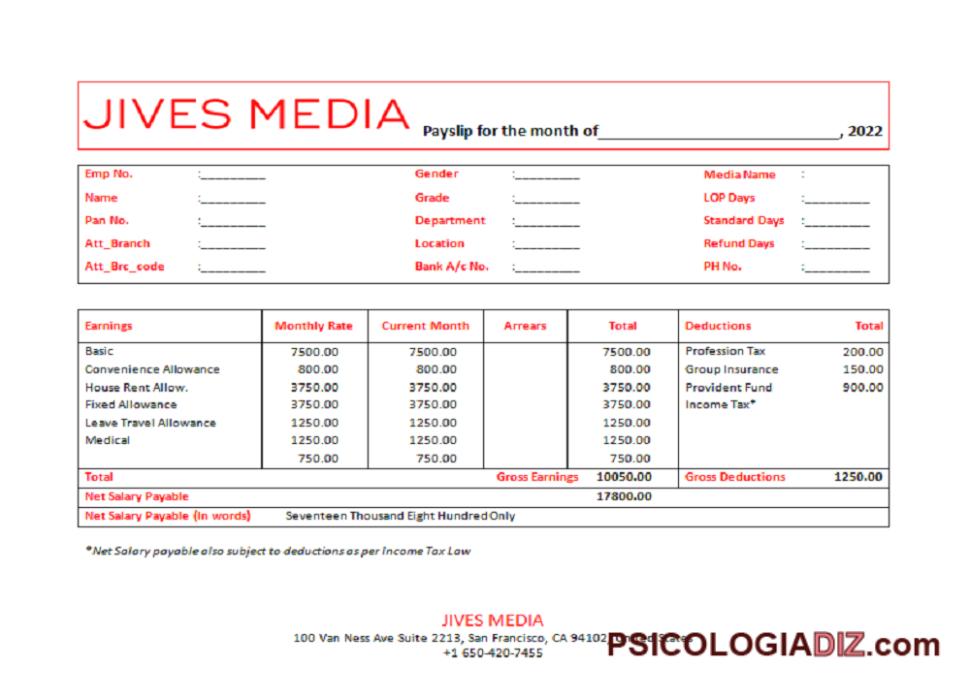 JIVES MEDIA Payslip for the month of______________________________, 2022
Emp No. :_________ Gender :_________ Media Name :
Name :_________ Grade :_________ LOP Days :_________
Pan No. :_________ Department :_________ Standard Days :_________
Att_Branch :_________ Location :_________ Refund Days :_________
Att_Brc_code :_________ Bank A/c No. :_________ PH No. :_________
Earnings Monthly Rate Current Month Arrears Total Deductions Total
Basic 7500.00 7500.00 7500.00 Profession Tax 200.00
Convenience Allowance 800.00 800.00 800.00 Group Insurance 150.00
House Rent Allow. 3750.00 3750.00 3750.00 Provident Fund 900.00
Fixed Allowance 3750.00 3750.00 3750.00 Income Tax*
Leave Travel Allowance 1250.00 1250.00 1250.00
Medical 1250.00 1250.00 1250.00
750.00 750.00 750.00
Total Gross Earnings 10050.00 Gross Deductions 1250.00
Net Salary Payable 17800.00
Net Salary Payable (In words) Seventeen Thousand Eight Hundred Only
*Net Salary payable also subject to deductions as per Income Tax Law
JIVES MEDIA
100 Van Ness Ave Suite 2213, San Francisco, CA 94102, United States
+1 650-420-7455
PSICOLOGIADIZ.com